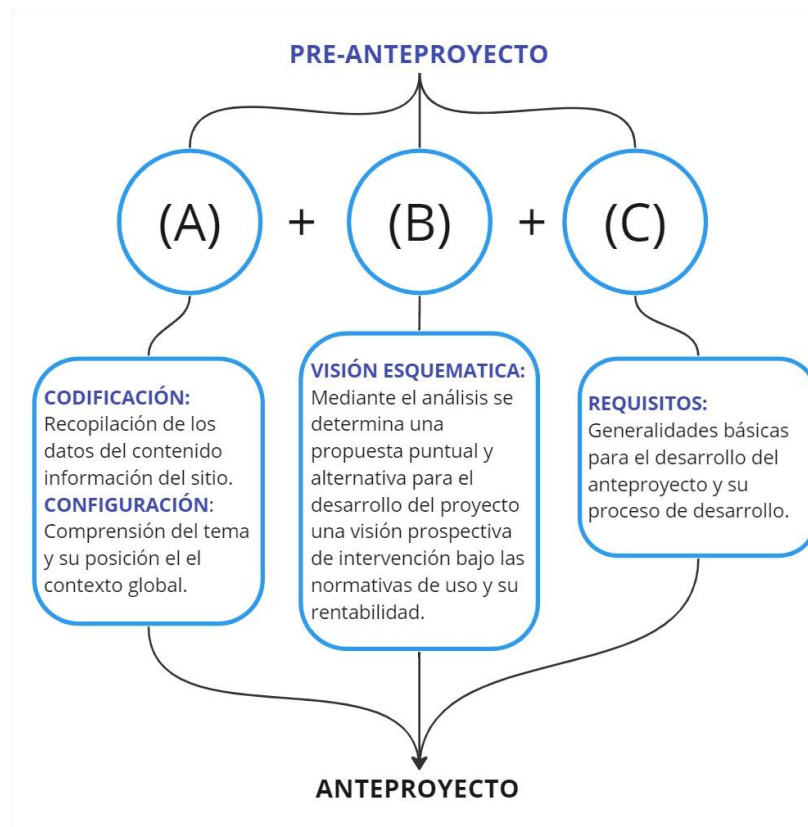 PRE-ANTEPROYECTO
(A) + (B) + (C)
CODIFICACIÓN:
Recopilación de los
datos del contenido
información del sitio.
CONFIGURACIÓN:
Comprensión del tema
y su posición el el
contexto global.
VISIÓN ESQUEMATICA:
Mediante el análisis se
determina una
propuesta puntual y
alternativa para el
desarrollo del proyecto
una visión prospectiva
de intervención bajo las
normativas de uso y su
rentabilidad.
REQUISITOS:
Generalidades básicas
para el desarrollo del
anteproyecto y su
proceso de desarrollo.
ANTEPROYECTO